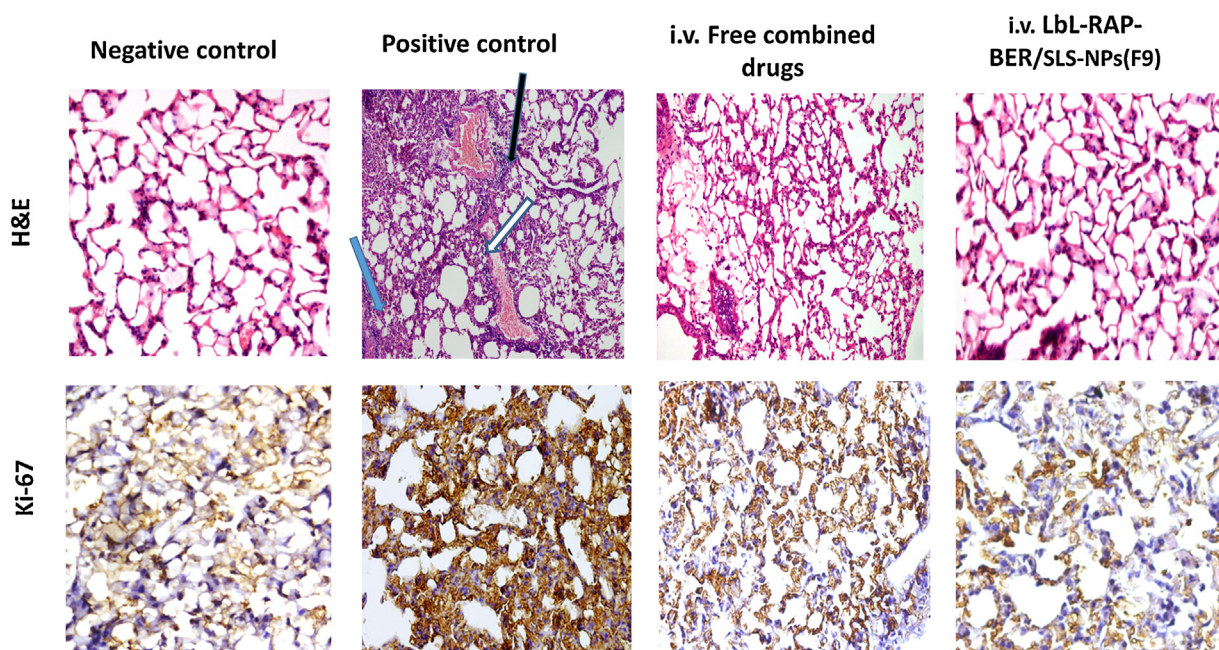 Negative control
Positive control
i.v. Free combined
drugs
i.v. LbL-RAP-
BER/SLS-NPs(F9)
H&E
Ki-67